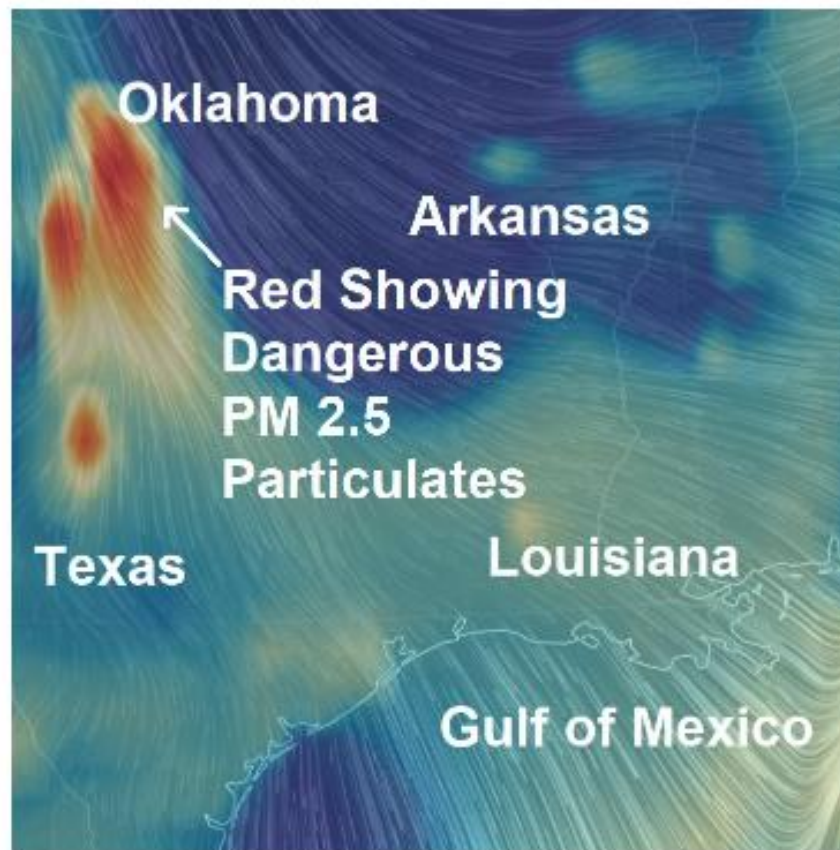 Oklahoma
Arkansas
Red Showing
Dangerous
PM 2.5
Particulates
Texas
Louisiana
Gulf of Mexico